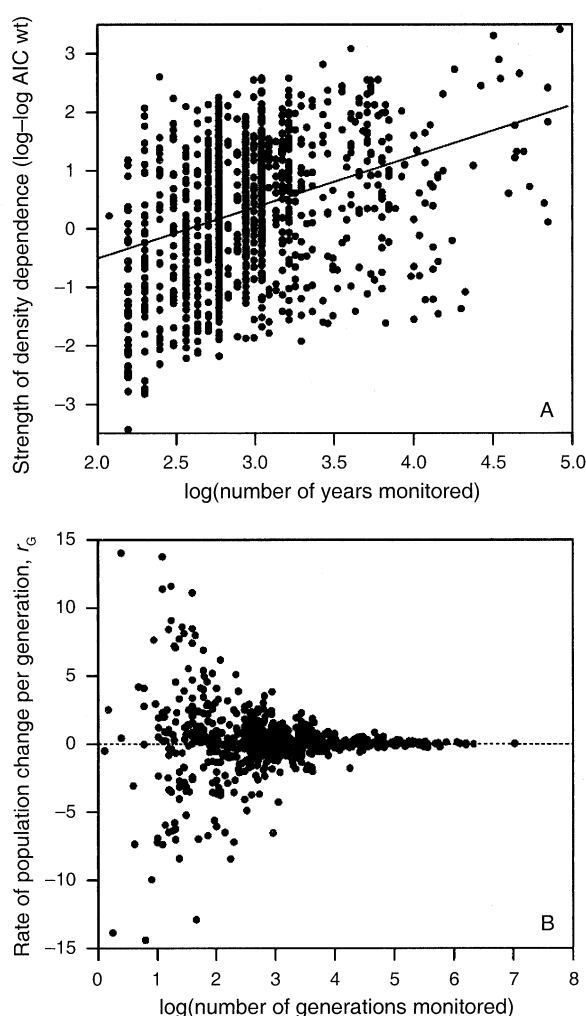 Strength of density dependence (log–log AIC wt)
3
2
1
0
–1
–2
–3
A
2.0 2.5 3.0 3.5 4.0 4.5 5.0
log(number of years monitored)
Rate of population change per generation, rG
15
10
5
0
–5
–10
–15
B
0 1 2 3 4 5 6 7 8
log(number of generations monitored)